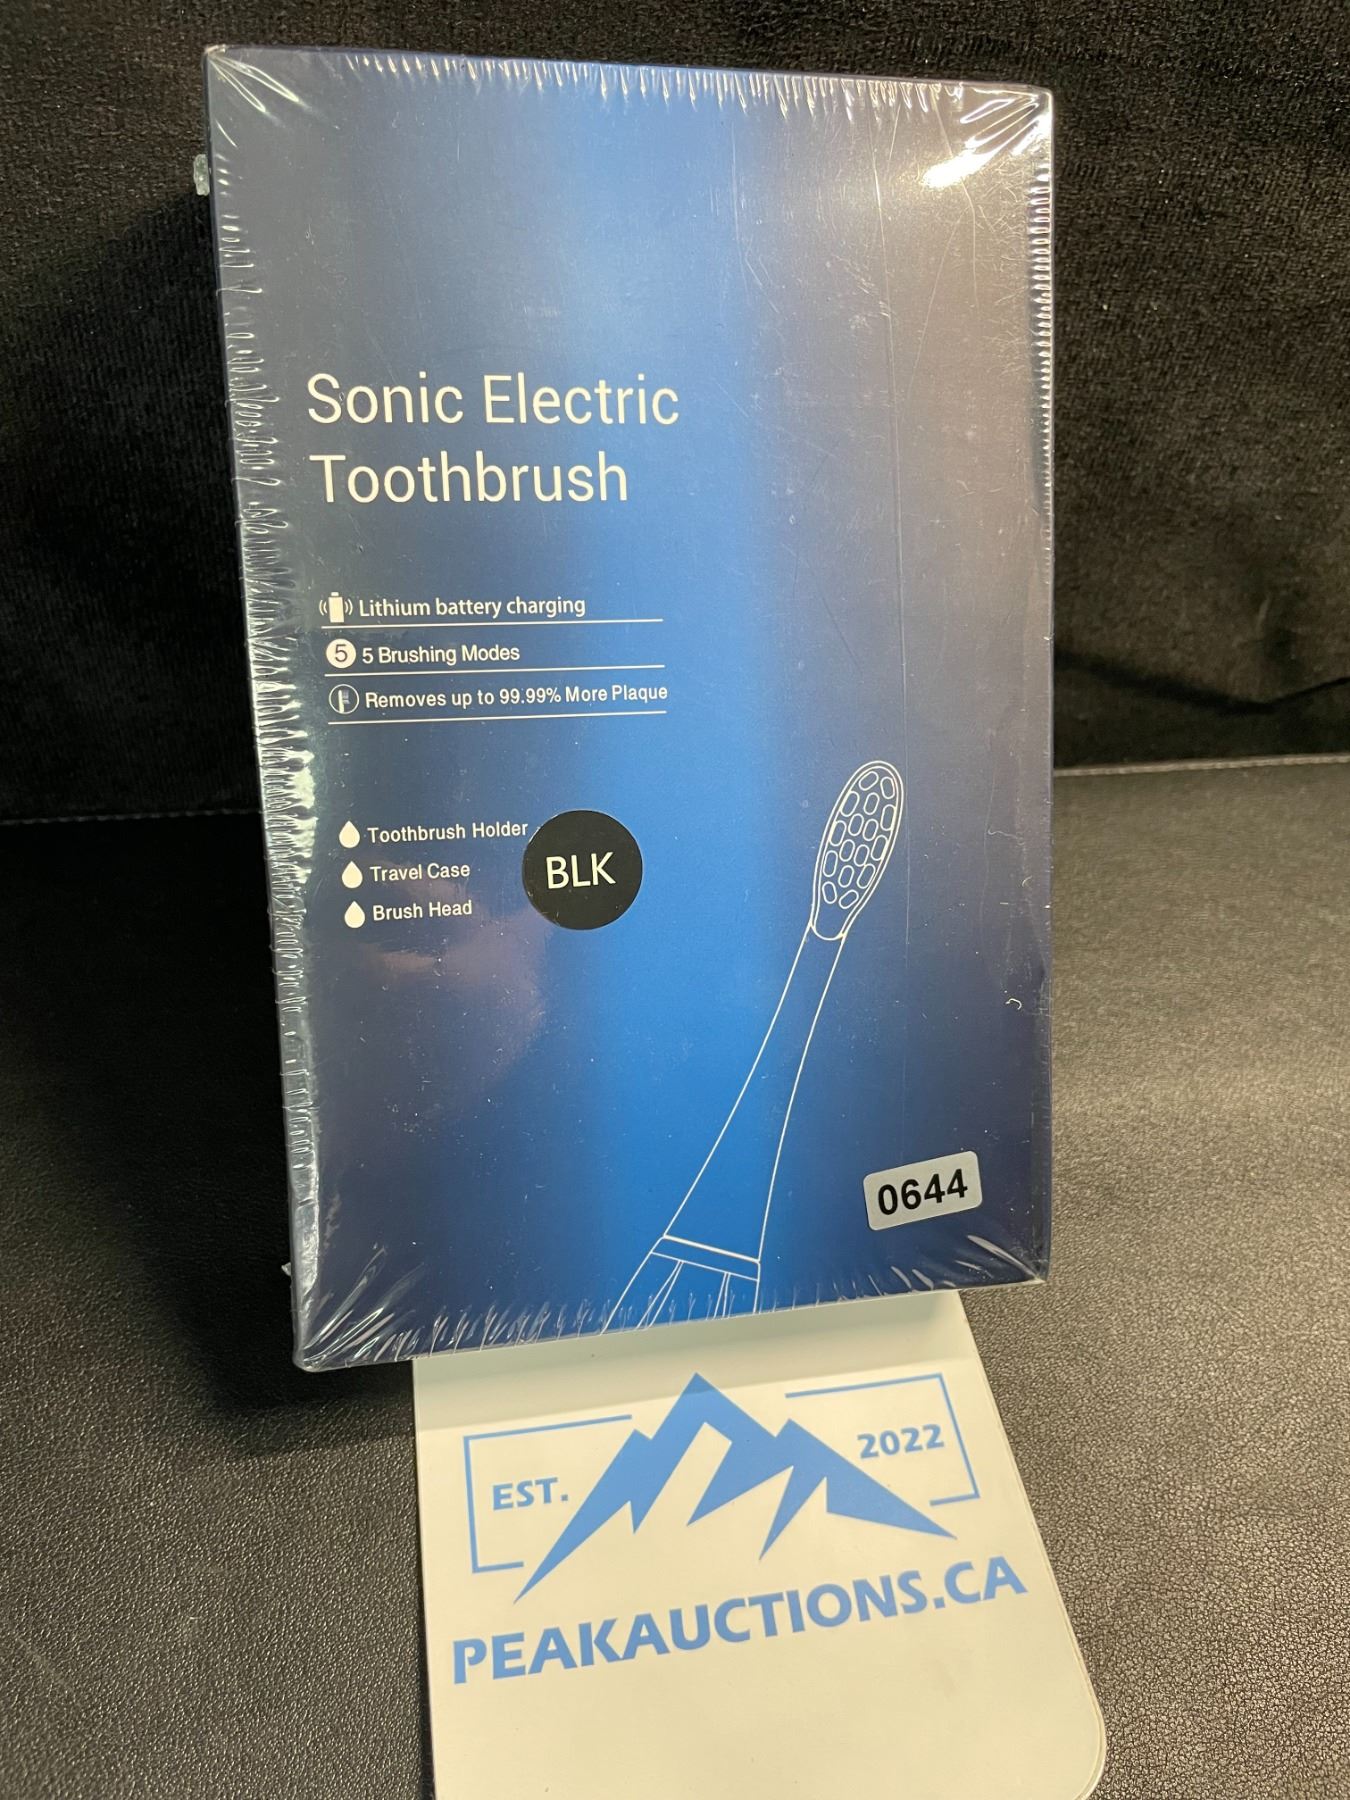 Sonic Electric
Toothbrush
Lithium battery charging
5 5 Brushing Modes
Removes up to 99.99% More Plaque
Toothbrush Holder
Travel Case
Brush Head
BLK
0644
EST.
2022
PEAKAUCTIONS.CA